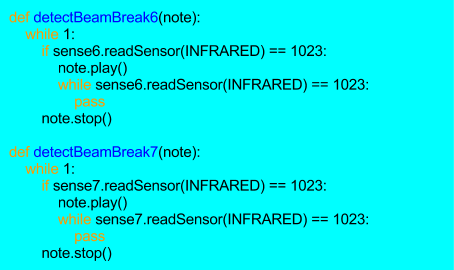 def detectBeamBreak6(note):
    while 1:
        if sense6.readSensor(INFRARED) == 1023:
            note.play()
            while sense6.readSensor(INFRARED) == 1023:
                pass
        note.stop()

def detectBeamBreak7(note):
    while 1:
        if sense7.readSensor(INFRARED) == 1023:
            note.play()
            while sense7.readSensor(INFRARED) == 1023:
                pass
        note.stop()